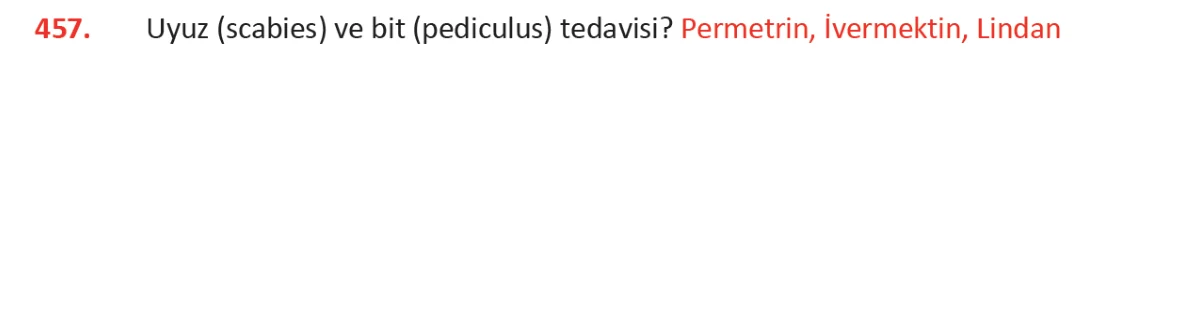 457. Uyuz (scabies) ve bit (pediculus) tedavisi? Permetrin, İvermektin, Lindan